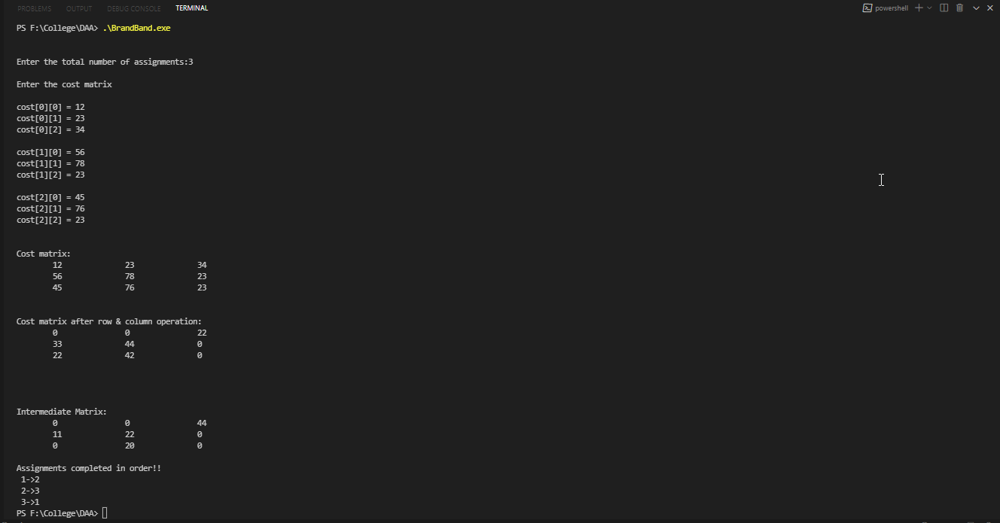 PROBLEMS OUTPUT DEBUG CONSOLE TERMINAL powershell
PS F:\College\DAA> .\BrandBand.exe
Enter the total number of assignments:3
Enter the cost matrix
cost[0][0] = 12
cost[0][1] = 23
cost[0][2] = 34
cost[1][0] = 56
cost[1][1] = 78
cost[1][2] = 23
cost[2][0] = 45
cost[2][1] = 76
cost[2][2] = 23
Cost matrix:
12 23 34
56 78 23
45 76 23
Cost matrix after row & column operation:
0 0 22
33 44 0
22 42 0
Intermediate Matrix:
0 0 44
11 22 0
0 20 0
Assignments completed in order!!
1->2
2->3
3->1
PS F:\College\DAA>